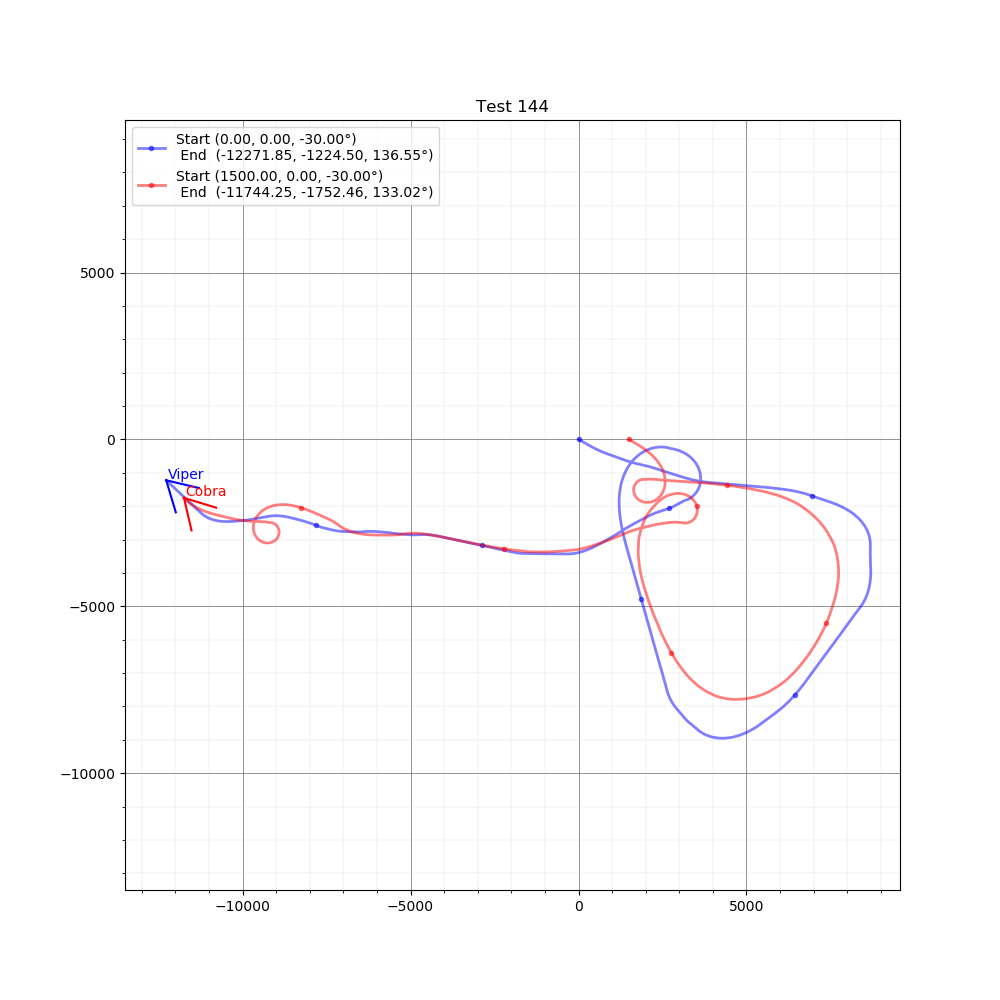 Test 144
Start (0.00, 0.00, -30.00°)
End  (-12271.85, -1224.50, 136.55°)
Start (1500.00, 0.00, -30.00°)
End  (-11744.25, -1752.46, 133.02°)
5000
0
Viper
Cobra
−5000
−10000
−10000
−5000
0
5000